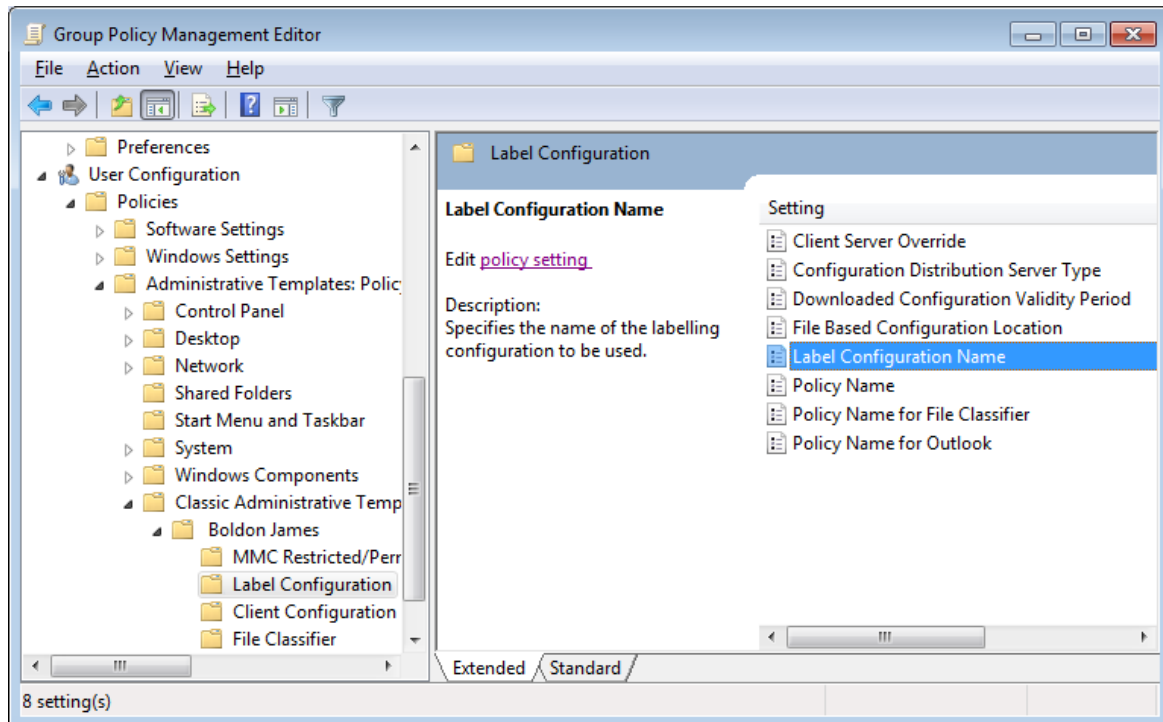 Group Policy Management Editor
File Action View Help
Preferences
User Configuration
Policies
Software Settings
Windows Settings
Administrative Templates: Polic
Control Panel
Desktop
Network
Shared Folders
Start Menu and Taskbar
System
Windows Components
Classic Administrative Temp
Boldon James
MMC Restricted/Perr
Label Configuration
Client Configuration
File Classifier
Label Configuration
Label Configuration Name
Edit policy setting
Description:
Specifies the name of the labelling
configuration to be used.
Setting
Client Server Override
Configuration Distribution Server Type
Downloaded Configuration Validity Period
File Based Configuration Location
Label Configuration Name
Policy Name
Policy Name for File Classifier
Policy Name for Outlook
Extended Standard
8 setting(s)